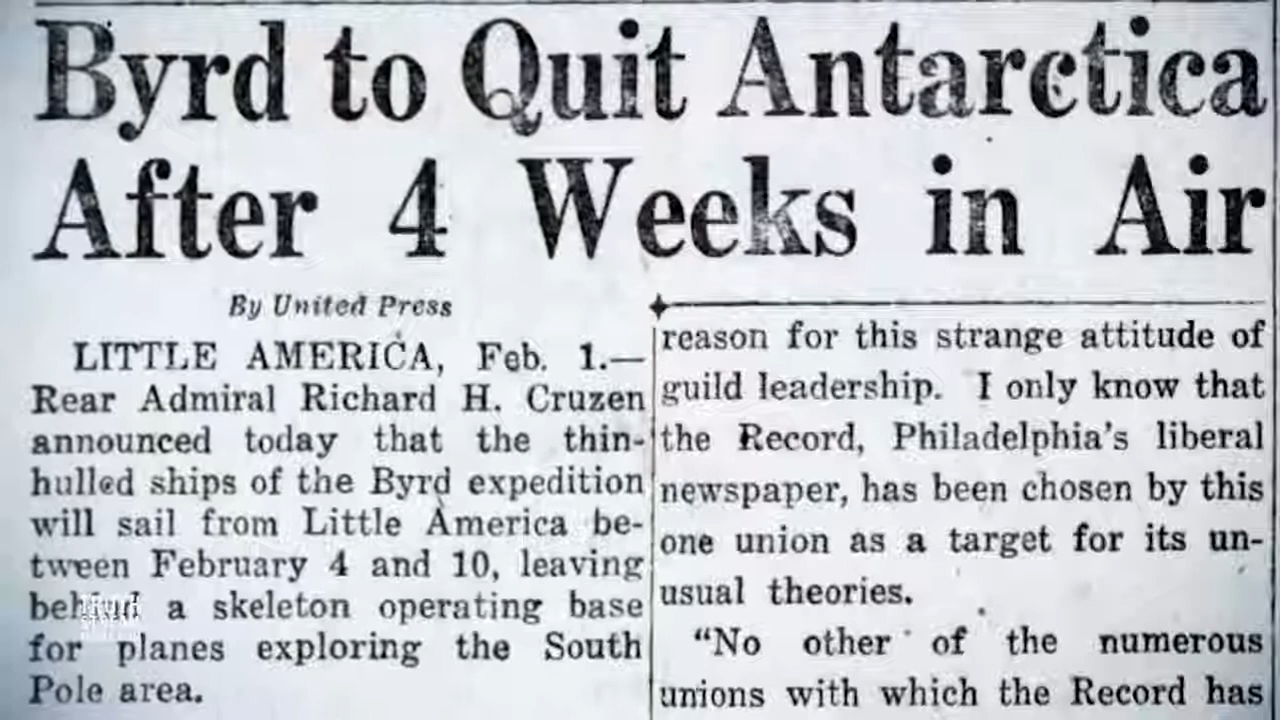 Byrd to Quit Antarctica
After 4 Weeks in Air
By United Press
LITTLE AMERICA, Feb. 1.—
Rear Admiral Richard H. Cruzen
announced today that the thin-
hulled ships of the Byrd expedition
will sail from Little America be-
tween February 4 and 10, leaving
behind a skeleton operating base
for planes exploring the South
Pole area.
reason for this strange attitude of
guild leadership. I only know that
the Record, Philadelphia's liberal
newspaper, has been chosen by this
one union as a target for its un-
usual theories.
"No other of the numerous
unions with which the Record has
TRUTH
STREAM